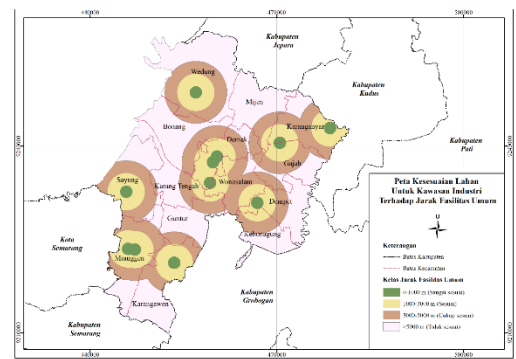 470000
Kabupaten
Jepara
Wedung
Kabupaten
Kudus
Mijen
Bonang
Karanganyar
Demak
Kabupaten
Pati
Gajah
Sayung
Karang Tengah
Wonosalam
Dempet
Guntur
Kebonagung
Kota
Semarang
Mranggen
Kabupaten
Grobogan
Karangawen
Kabupaten
Semarang
Peta Kesesuaian Lahan
Untuk Kawasan Industri
Terhadap Jarak Fasilitas Umum
Keterangan
Batas Kabupaten
Batas Kecamatan
Kelas Jarak Fasilitas Umum
0-1000 m (Sangat sesuai)
1000-3000 m (Sesuai)
3000-5000 m (Cukup sesuai)
>5000 m (Tidak sesuai)
470000